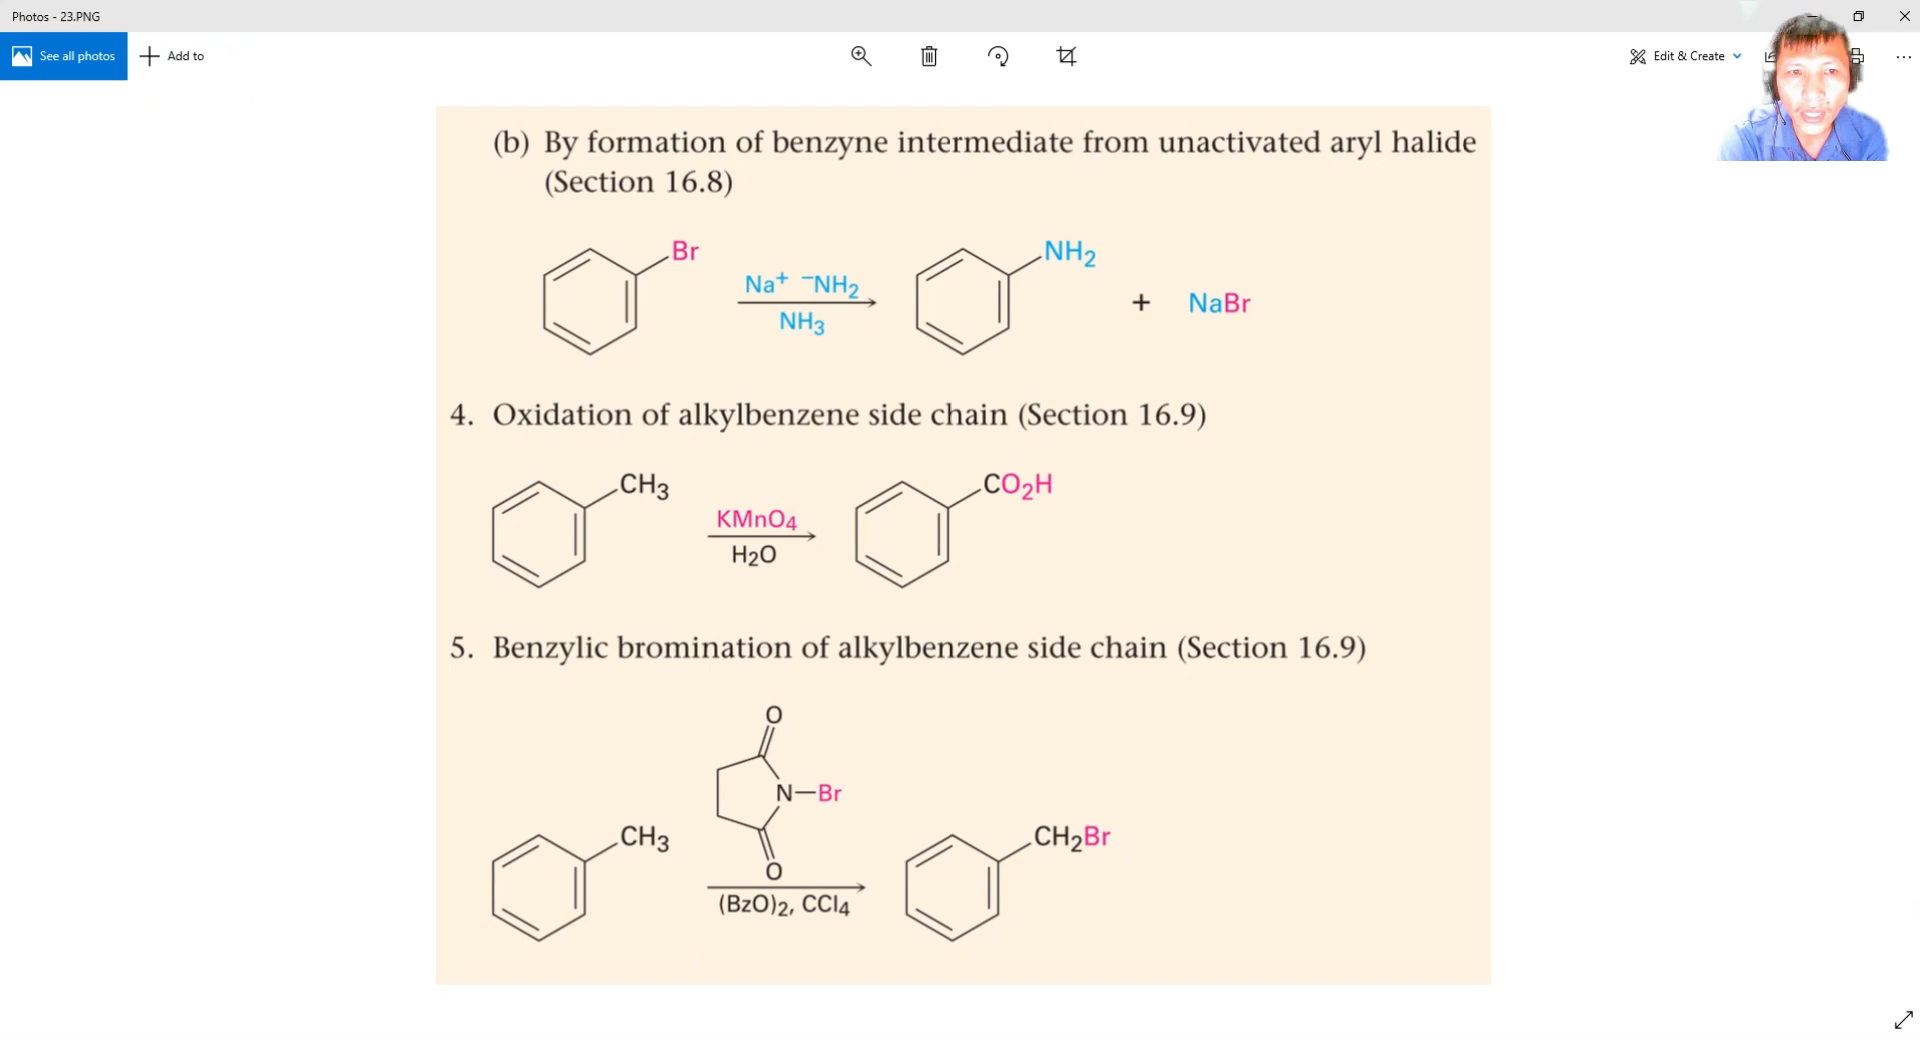 Photos - 23.PNG
See all photos
Add to
Edit & Create
(b) By formation of benzyne intermediate from unactivated aryl halide
(Section 16.8)
Br
Na⁺ ⁻NH₂
NH₃
NH₂
+
NaBr
4. Oxidation of alkylbenzene side chain (Section 16.9)
CH₃
KMnO₄
H₂O
CO₂H
5. Benzylic bromination of alkylbenzene side chain (Section 16.9)
O
N—Br
O
CH₃
(BzO)₂, CCl₄
CH₂Br